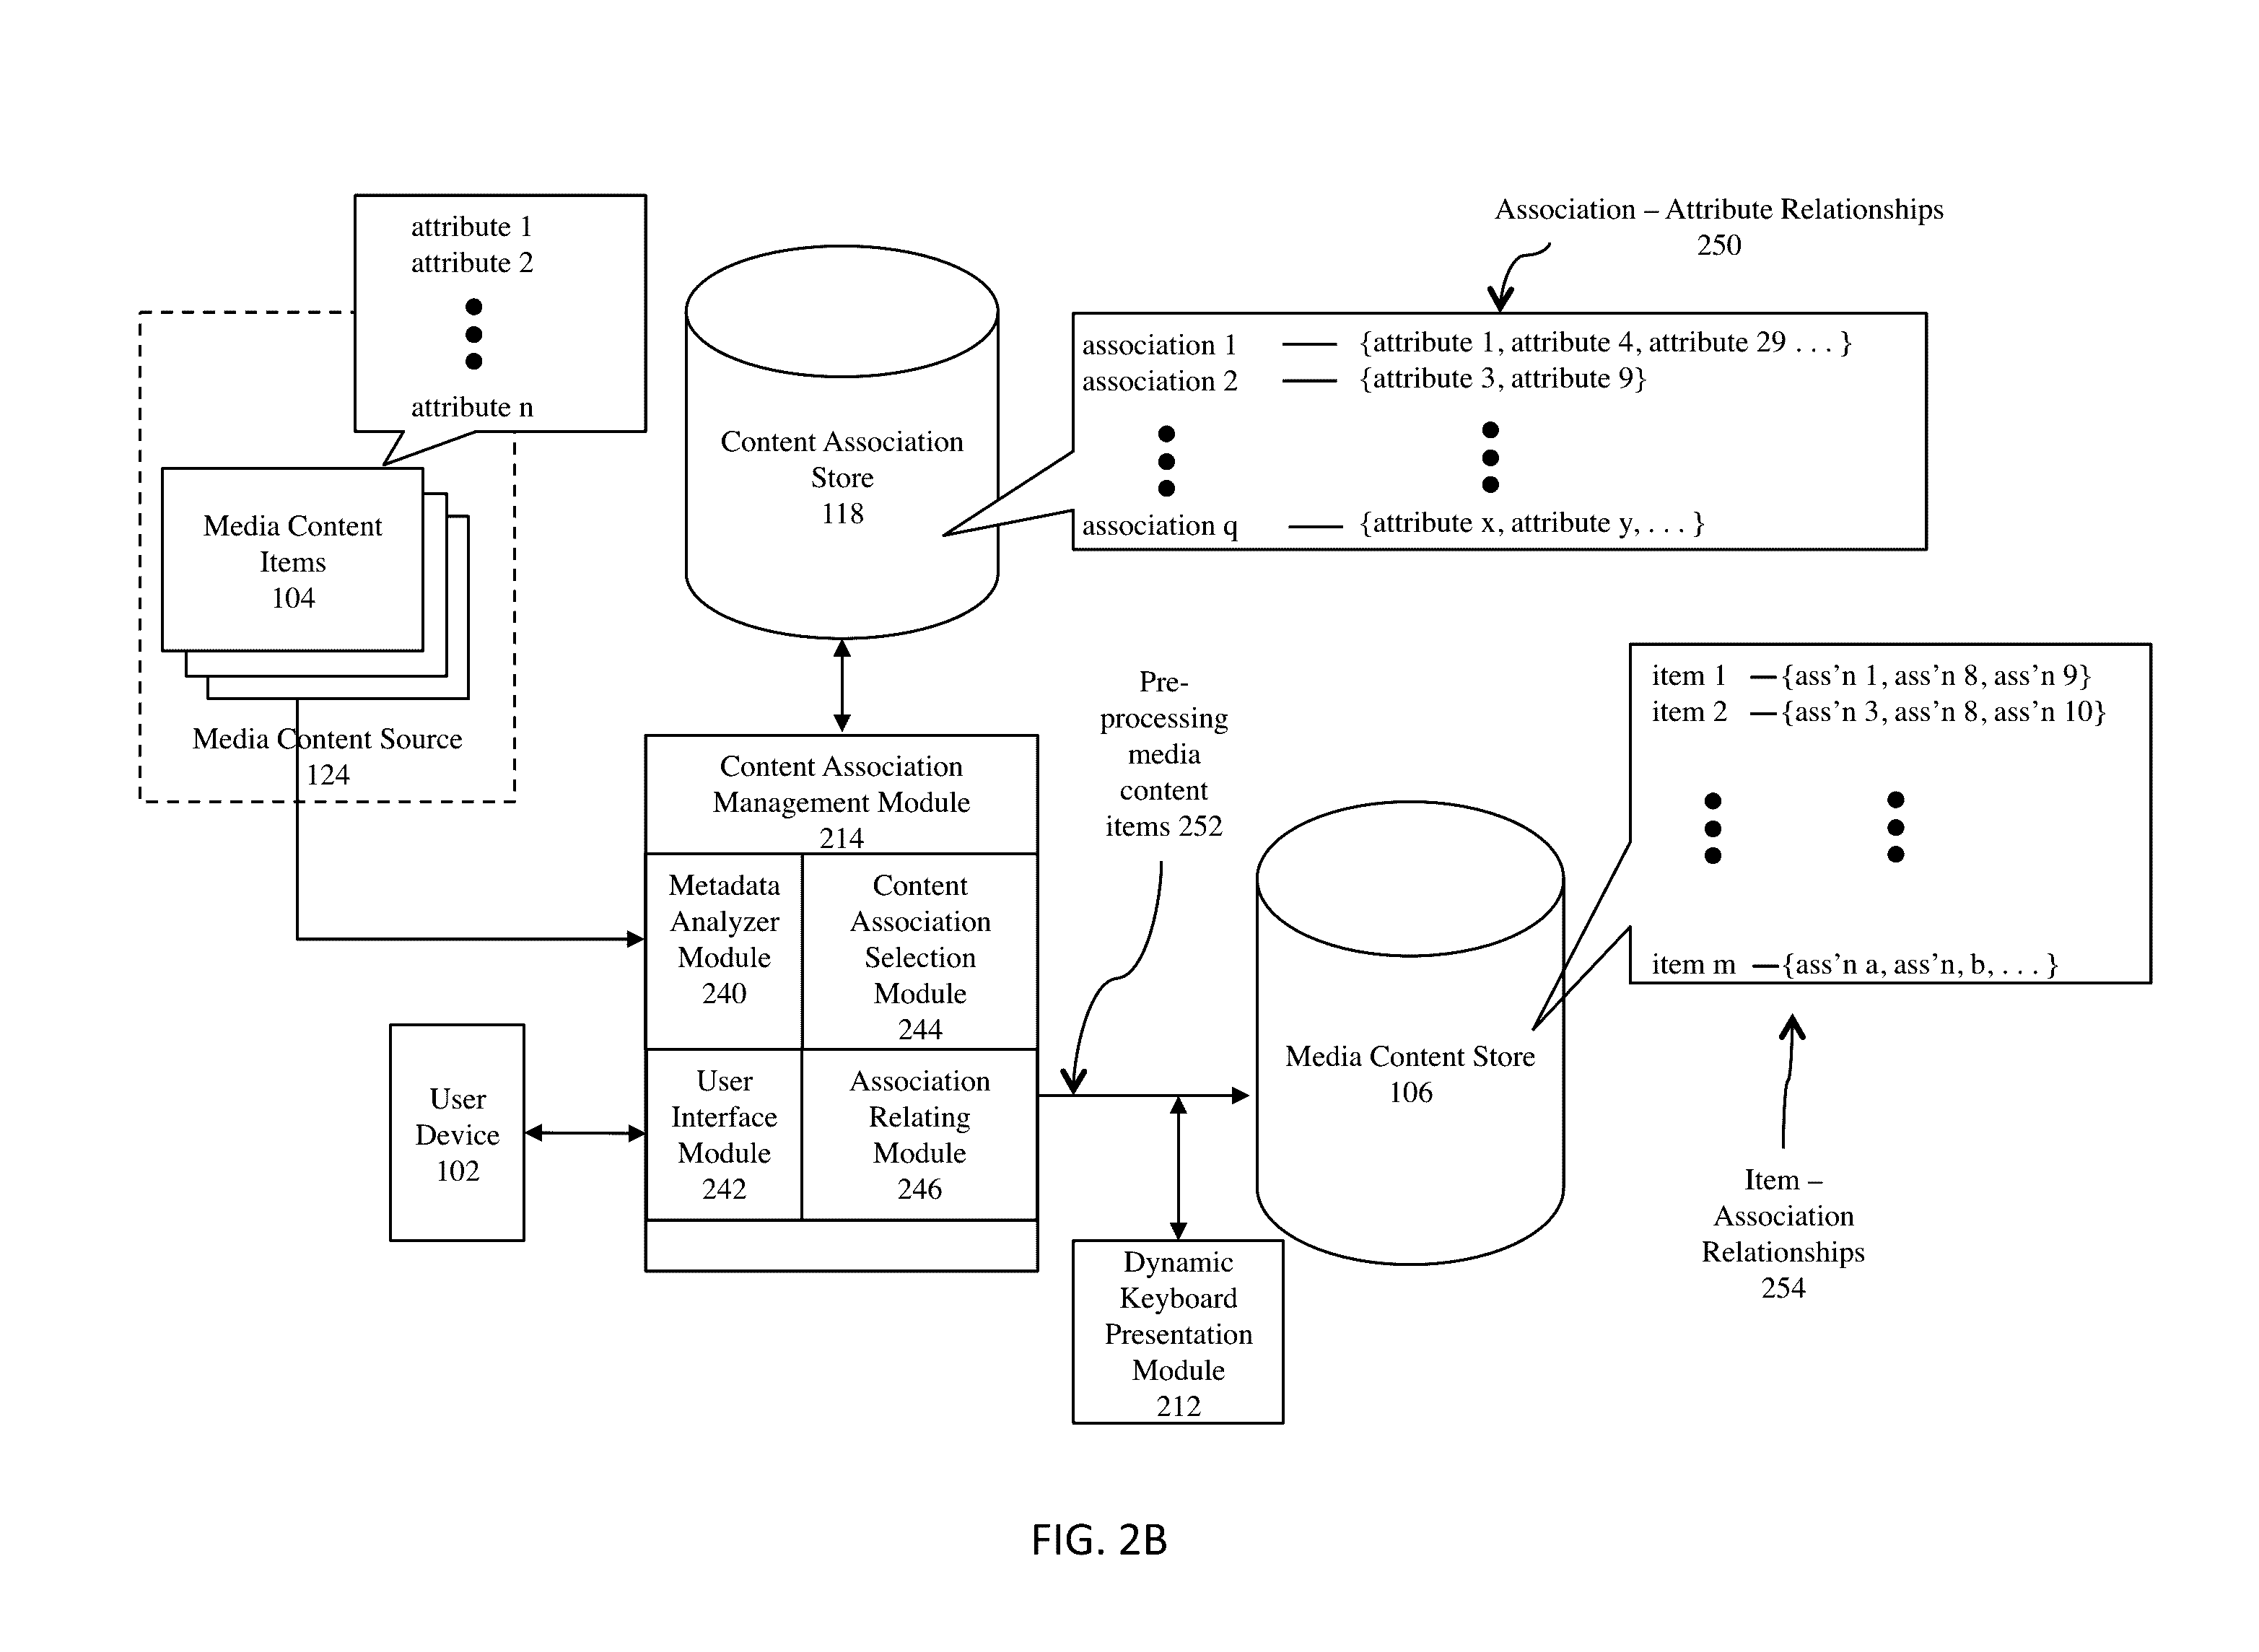 attribute 1
attribute 2
attribute n
Media Content
Items
104
Media Content Source
124
Content Association
Store
118
Association – Attribute Relationships
250
association 1 — {attribute 1, attribute 4, attribute 29 . . . }
association 2 — {attribute 3, attribute 9}
association q — {attribute x, attribute y, . . . }
Content Association
Management Module
214
Metadata
Analyzer
Module
240
Content
Association
Selection
Module
244
User
Interface
Module
242
Association
Relating
Module
246
User
Device
102
Pre-
processing
media
content
items 252
Media Content Store
106
item 1 —{ass’n 1, ass’n 8, ass’n 9}
item 2 —{ass’n 3, ass’n 8, ass’n 10}
item m —{ass’n a, ass’n, b, . . . }
Item –
Association
Relationships
254
Dynamic
Keyboard
Presentation
Module
212
FIG. 2B